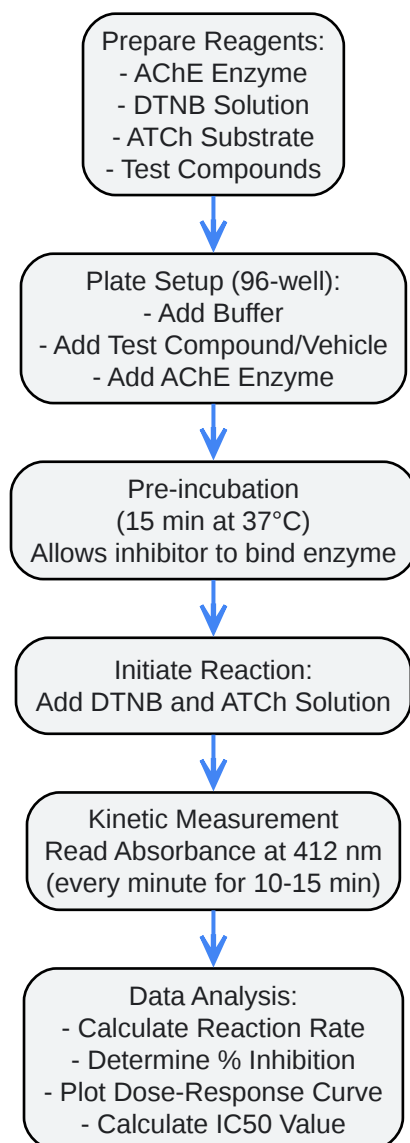 Prepare Reagents:
- AChE Enzyme
- DTNB Solution
- ATCh Substrate
- Test Compounds
Plate Setup (96-well):
- Add Buffer
- Add Test Compound/Vehicle
- Add AChE Enzyme
Pre-incubation
(15 min at 37°C)
Allows inhibitor to bind enzyme
Initiate Reaction:
Add DTNB and ATCh Solution
Kinetic Measurement
Read Absorbance at 412 nm
(every minute for 10-15 min)
Data Analysis:
- Calculate Reaction Rate
- Determine % Inhibition
- Plot Dose-Response Curve
- Calculate IC50 Value